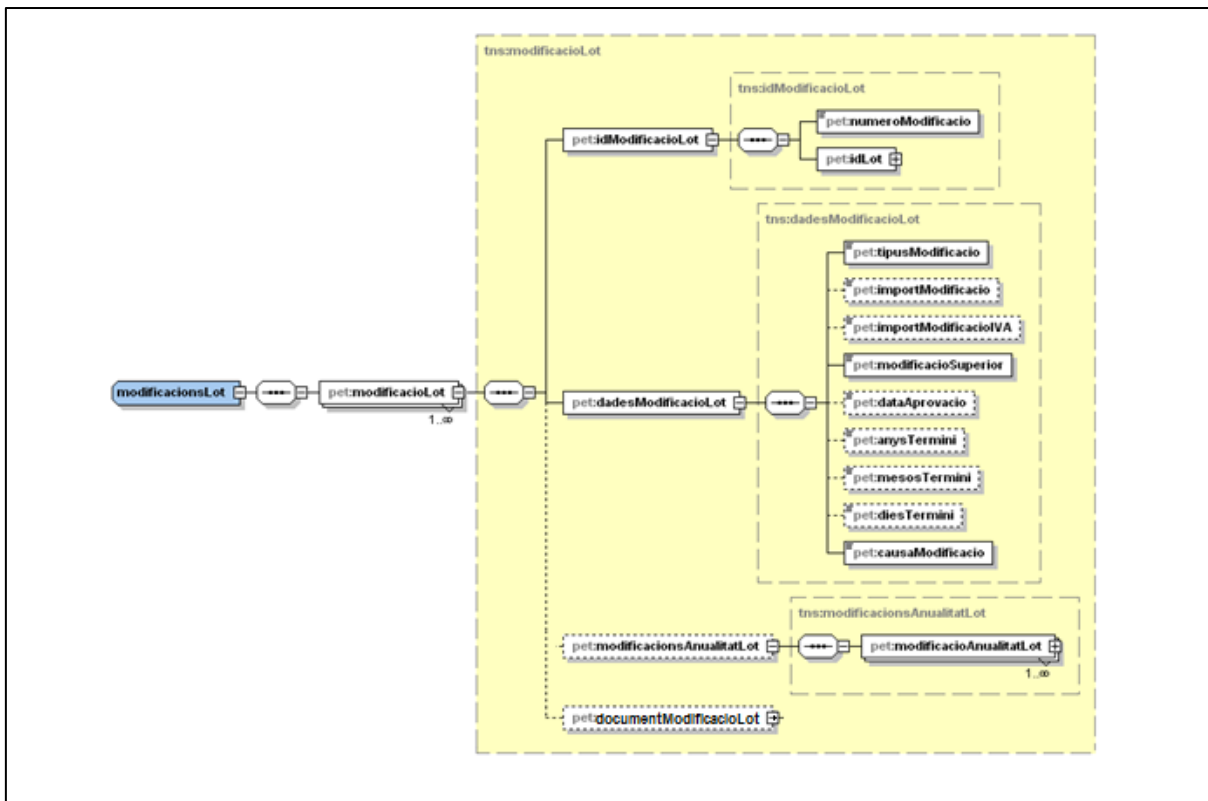 tns:modificacioLot
tns:idModificacioLot
pet:numeroModificacio
pet:idModificacioLot
pet:idLot
tns:dadesModificacioLot
pet:tipusModificacio
pet:importModificacio
pet:importModificacioIVA
pet:modificacioSuperior
modificacionsLot
pet:modificacioLot
1..∞
pet:dadesModificacioLot
pet:dataAprovacio
pet:anysTermini
pet:mesosTermini
pet:diesTermini
pet:causaModificacio
tns:modificacionsAnualitatLot
pet:modificacionsAnualitatLot
pet:modificacioAnualitatLot
1..∞
pet:documentModificacioLot